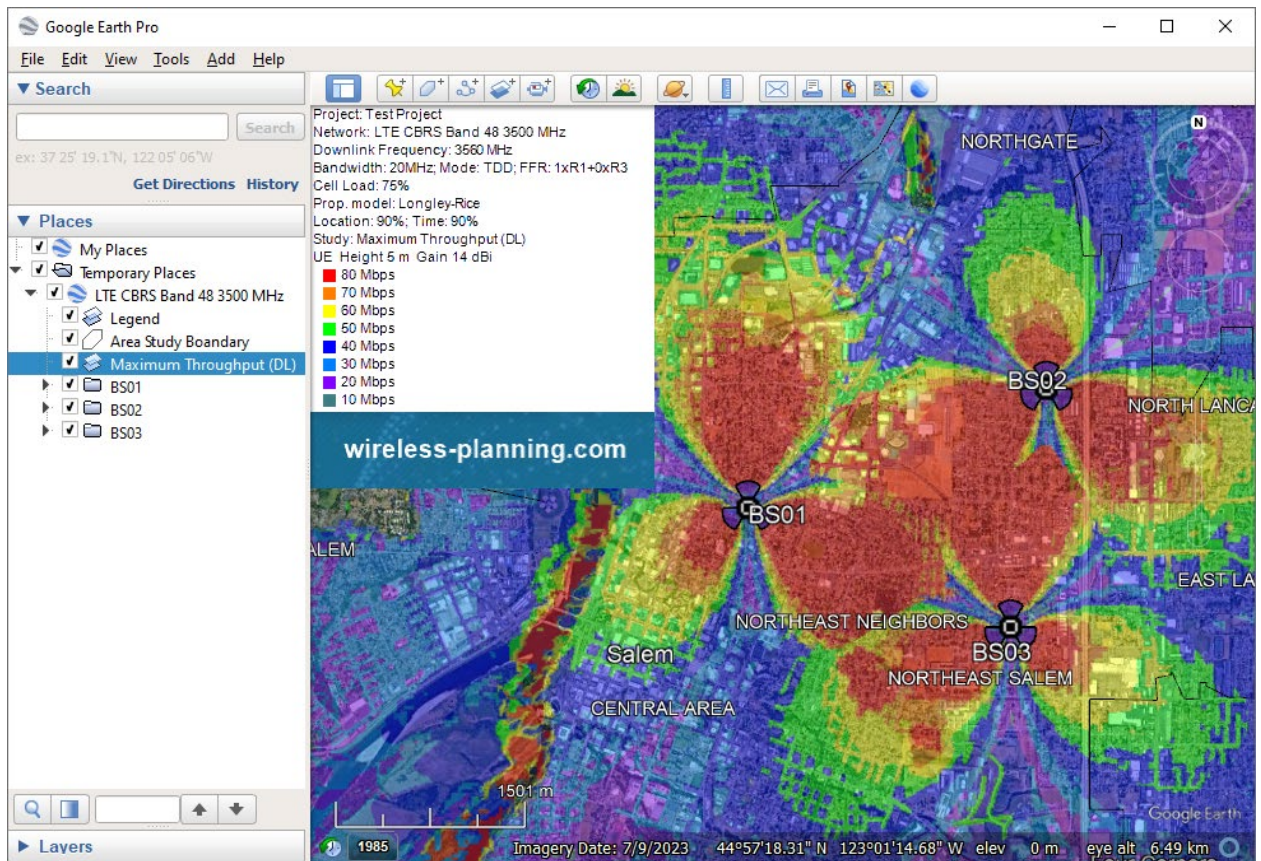 Google Earth Pro
File Edit View Tools Add Help
Search
Search
ex: 37 25' 19.1"N, 122 05' 06"W
Get Directions History
Places
My Places
Temporary Places
LTE CBRS Band 48 3500 MHz
Legend
Area Study Boundary
Maximum Throughput (DL)
BS01
BS02
BS03
Layers
Project: Test Project
Network: LTE CBRS Band 48 3500 MHz
Downlink Frequency: 3560 MHz
Bandwidth: 20MHz; Mode: TDD; FFR: 1xR1+0xR3
Cell Load: 75%
Prop. model: Longley-Rice
Location: 90%; Time: 90%
Study: Maximum Throughput (DL)
UE Height 5 m Gain 14 dBi
80 Mbps
70 Mbps
60 Mbps
50 Mbps
40 Mbps
30 Mbps
20 Mbps
10 Mbps
wireless-planning.com
NORTHGATE
N
BS02
NORTH LANCA
BS01
ALEM
EAST LA
NORTHEAST NEIGHBORS
BS03
Salem
NORTHEAST SALEM
CENTRAL AREA
1501 m
Google Earth
1985
Imagery Date: 7/9/2023 44°57'18.31" N 123°01'14.68" W elev 0 m eye alt 6.49 km